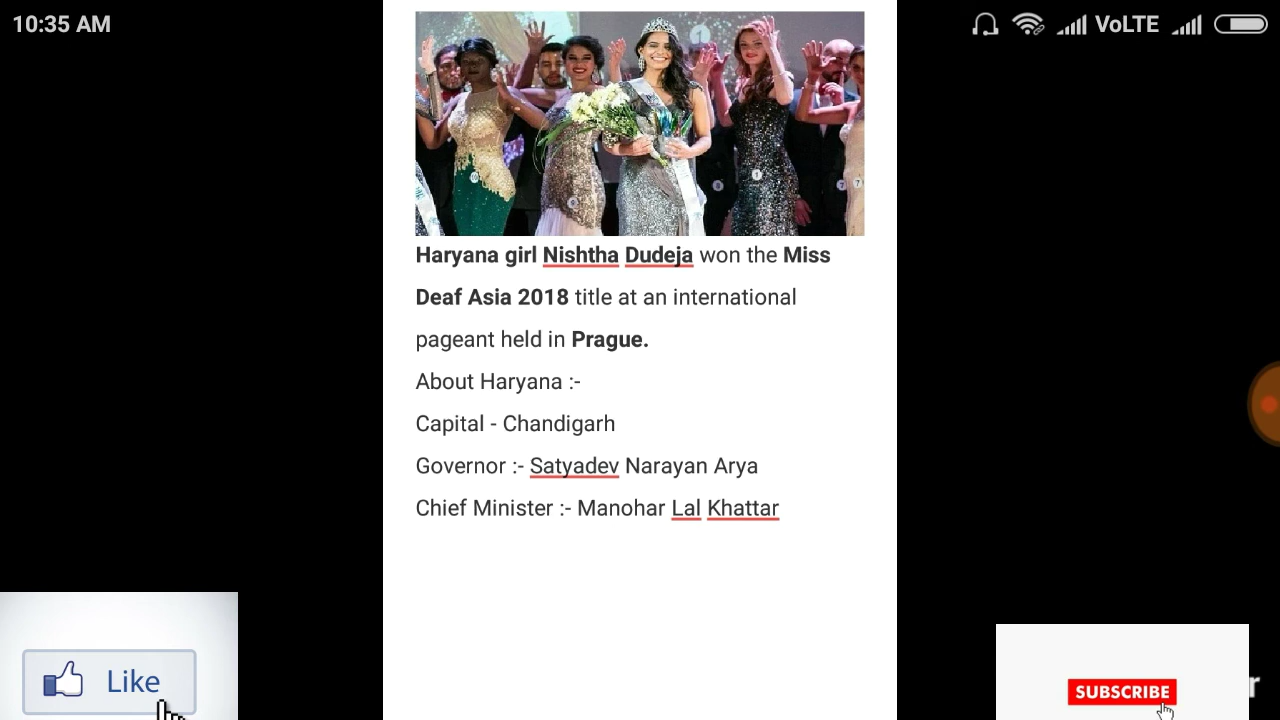 10:35 AM
VoLTE
Haryana girl Nishtha Dudeja won the Miss
Deaf Asia 2018 title at an international
pageant held in Prague.
About Haryana :-
Capital - Chandigarh
Governor :- Satyadev Narayan Arya
Chief Minister :- Manohar Lal Khattar
Like
SUBSCRIBE